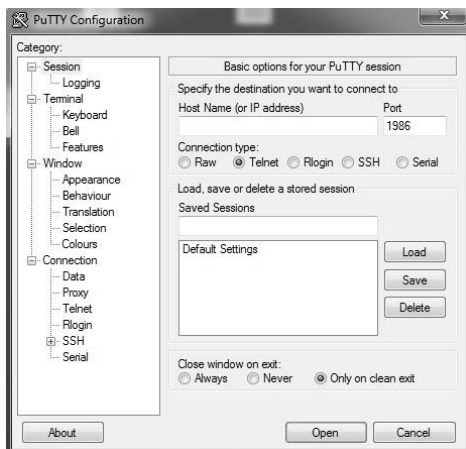 PuTTY Configuration
Category:
Session
Logging
Terminal
Keyboard
Bell
Features
Window
Appearance
Behaviour
Translation
Selection
Colours
Connection
Data
Proxy
Telnet
Rlogin
SSH
Serial
Basic options for your PuTTY session
Specify the destination you want to connect to
Host Name (or IP address) Port
1986
Connection type:
Raw Telnet Rlogin SSH Serial
Load, save or delete a stored session
Saved Sessions
Default Settings
Load
Save
Delete
Close window on exit:
Always Never Only on clean exit
About Open Cancel